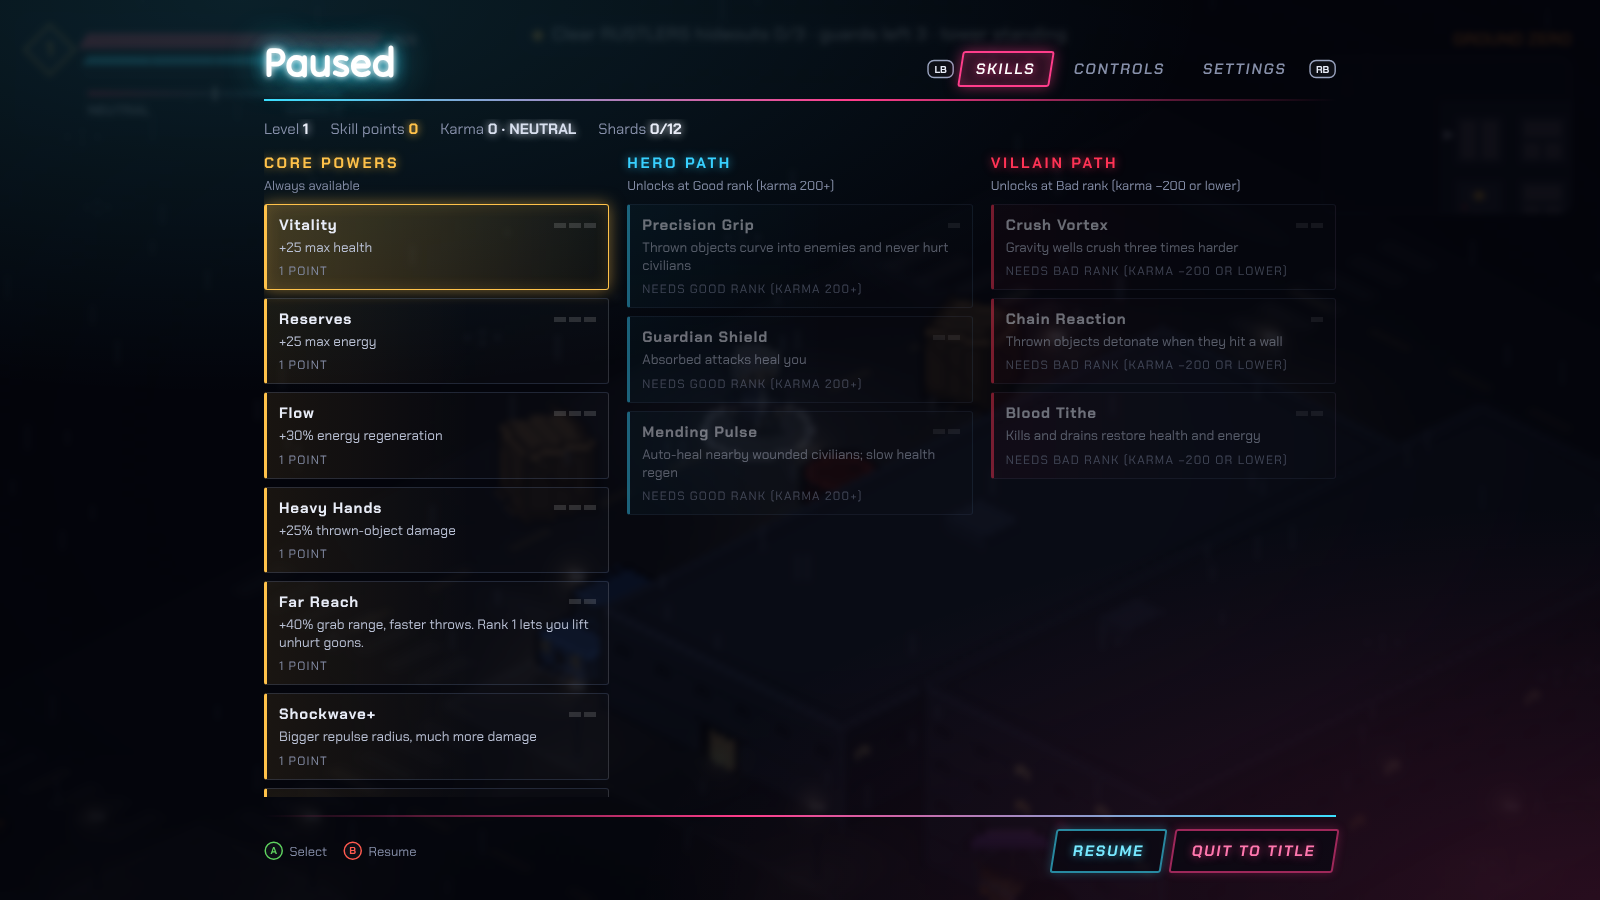 Paused
LB SKILLS CONTROLS SETTINGS RB
Level 1 Skill points 0 Karma 0 · NEUTRAL Shards 0/12
CORE POWERS
Always available
Vitality
+25 max health
1 POINT
Reserves
+25 max energy
1 POINT
Flow
+30% energy regeneration
1 POINT
Heavy Hands
+25% thrown-object damage
1 POINT
Far Reach
+40% grab range, faster throws. Rank 1 lets you lift
unhurt goons.
1 POINT
Shockwave+
Bigger repulse radius, much more damage
1 POINT
HERO PATH
Unlocks at Good rank (karma 200+)
Precision Grip
Thrown objects curve into enemies and never hurt
civilians
NEEDS GOOD RANK (KARMA 200+)
Guardian Shield
Absorbed attacks heal you
NEEDS GOOD RANK (KARMA 200+)
Mending Pulse
Auto-heal nearby wounded civilians; slow health
regen
NEEDS GOOD RANK (KARMA 200+)
VILLAIN PATH
Unlocks at Bad rank (karma −200 or lower)
Crush Vortex
Gravity wells crush three times harder
NEEDS BAD RANK (KARMA −200 OR LOWER)
Chain Reaction
Thrown objects detonate when they hit a wall
NEEDS BAD RANK (KARMA −200 OR LOWER)
Blood Tithe
Kills and drains restore health and energy
NEEDS BAD RANK (KARMA −200 OR LOWER)
A Select B Resume
RESUME QUIT TO TITLE